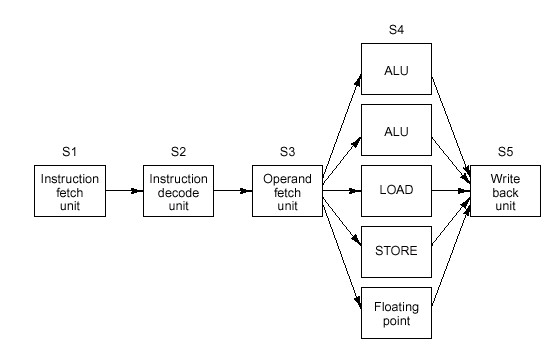 S4
ALU
ALU
S1
S2
S3
S5
Instruction
fetch
unit
Instruction
decode
unit
Operand
fetch
unit
LOAD
Write
back
unit
STORE
Floating
point